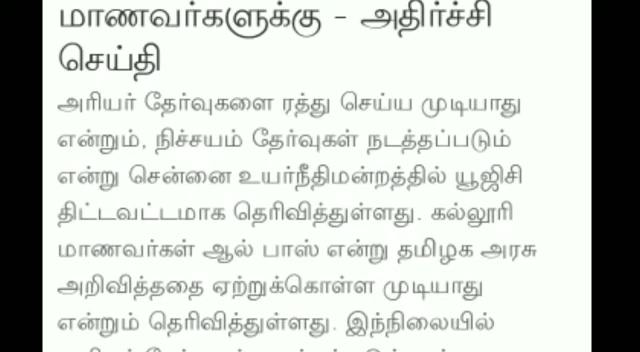 மாணவர்களுக்கு - அதிர்ச்சி
செய்தி
அரியர் தேர்வுகளை ரத்து செய்ய முடியாது
என்றும், நிச்சயம் தேர்வுகள் நடத்தப்படும்
என்று சென்னை உயர்நீதிமன்றத்தில் யூஜிசி
திட்டவட்டமாக தெரிவித்துள்ளது. கல்லூரி
மாணவர்கள் ஆல் பாஸ் என்று தமிழக அரசு
அறிவித்ததை ஏற்றுக்கொள்ள முடியாது
என்றும் தெரிவித்துள்ளது. இந்நிலையில்